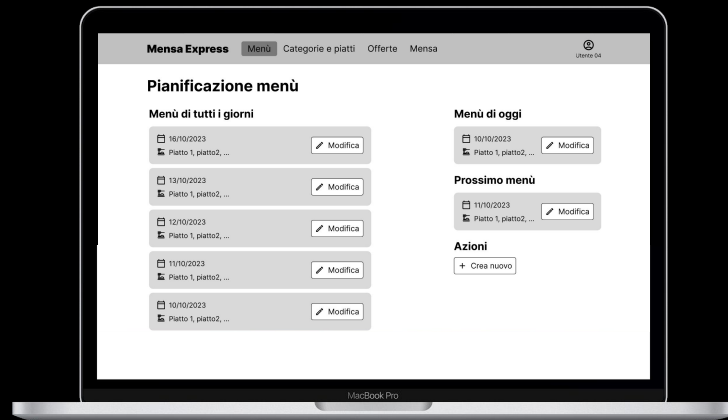 Mensa Express Menù Categorie e piatti Offerte Mensa
Utente 04
Pianificazione menù
Menù di tutti i giorni
16/10/2023
Piatto 1, piatto2, ...
Modifica
13/10/2023
Piatto 1, piatto2, ...
Modifica
12/10/2023
Piatto 1, piatto2, ...
Modifica
11/10/2023
Piatto 1, piatto2, ...
Modifica
10/10/2023
Piatto 1, piatto2, ...
Modifica
Menù di oggi
10/10/2023
Piatto 1, piatto2, ...
Modifica
Prossimo menù
11/10/2023
Piatto 1, piatto2, ...
Modifica
Azioni
+ Crea nuovo
MacBook Pro